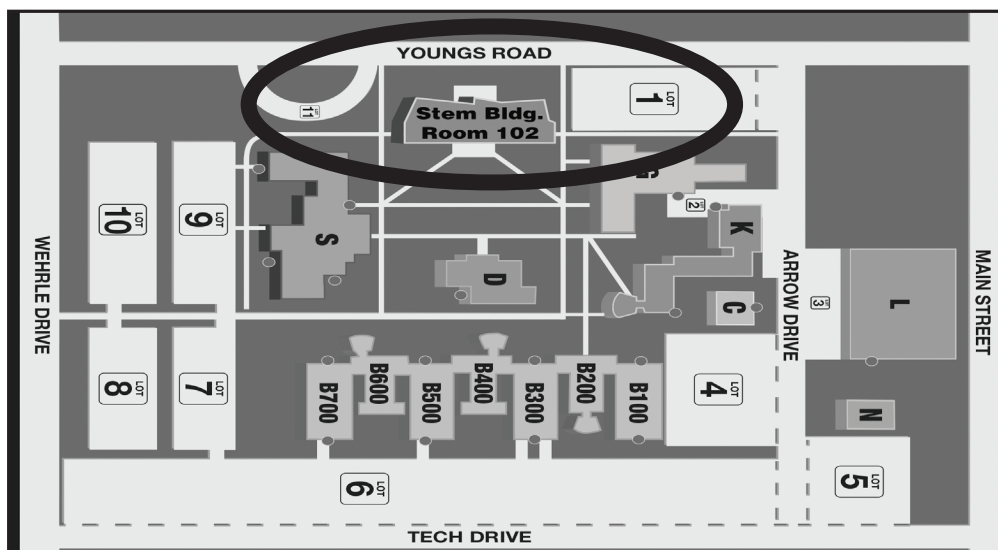 YOUNGS ROAD
LOT 11
Stem Bldg.
Room 102
LOT 1
G
LOT 2
K
LOT 10
LOT 9
S
D
C
WEHRLE DRIVE
ARROW DRIVE
LOT 3
L
MAIN STREET
LOT 8
LOT 7
B700
B600
B500
B400
B300
B200
B100
LOT 4
N
LOT 6
LOT 5
TECH DRIVE